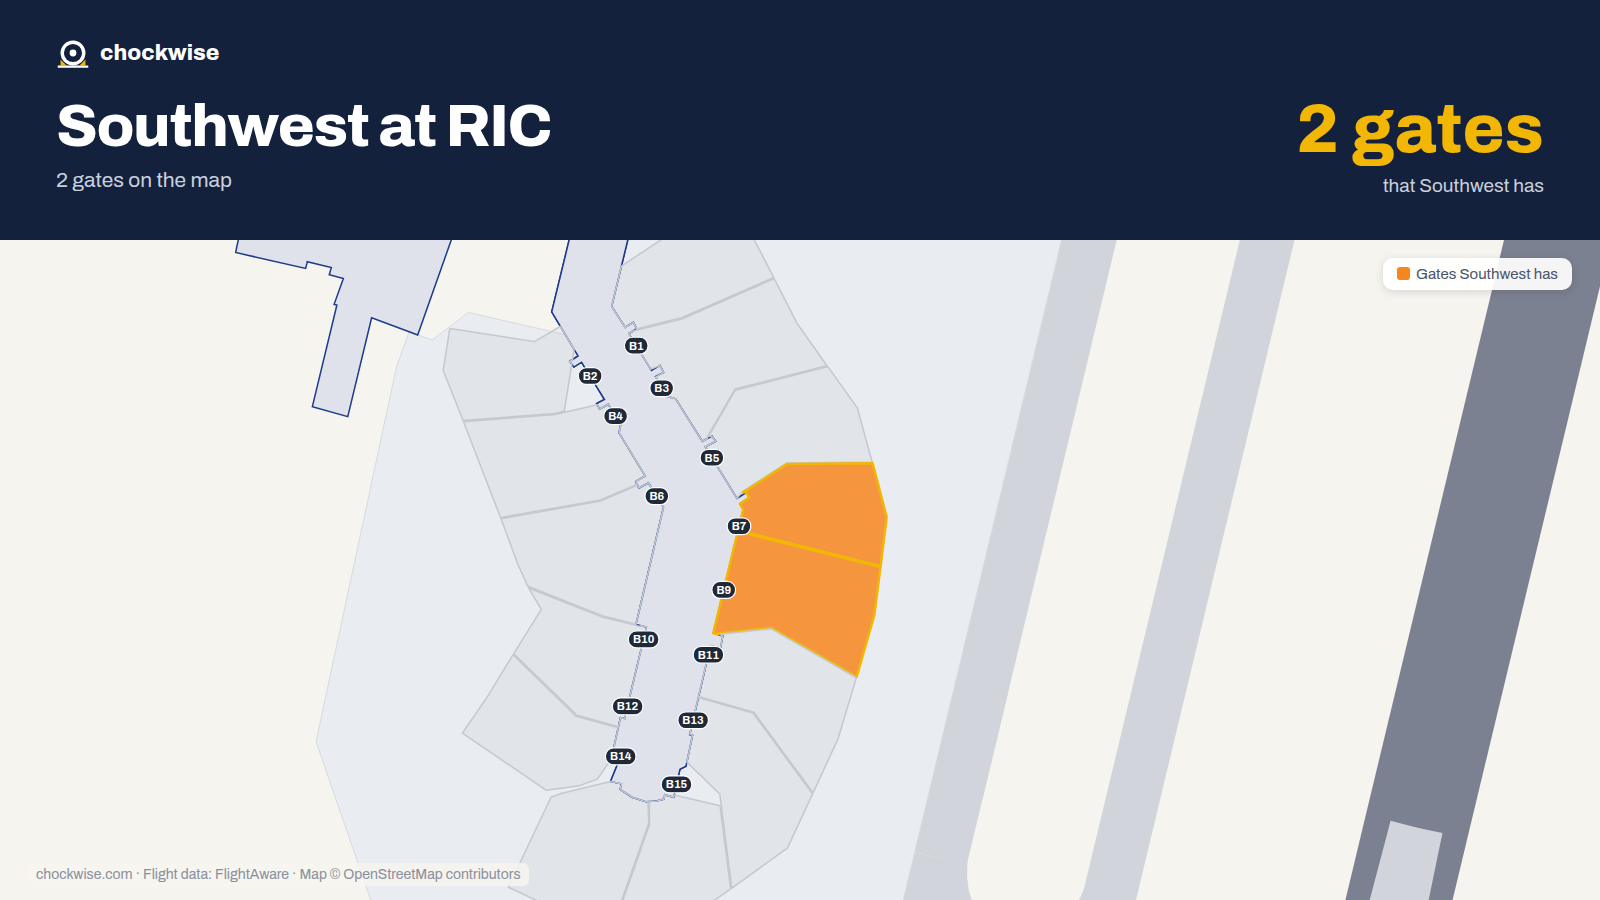 chockwise
Southwest at RIC
2 gates on the map
2 gates
that Southwest has
Gates Southwest has
B1
B2
B3
B4
B5
B6
B7
B9
B10
B11
B12
B13
B14
B15
chockwise.com · Flight data: FlightAware · Map © OpenStreetMap contributors